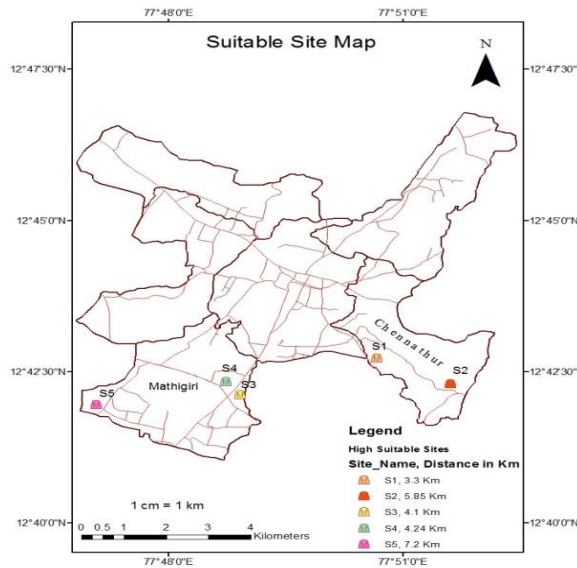 77°48'0"E 77°51'0"E
Suitable Site Map
N
12°47'30"N 12°47'30"N
12°45'0"N 12°45'0"N
Chennathur
S1
S2
12°42'30"N 12°42'30"N
S4
Mathigiri
S3
S5
Legend
High Suitable Sites
Site_Name, Distance in Km
S1, 3.3 Km
S2, 5.85 Km
S3, 4.1 Km
S4, 4.24 Km
S5, 7.2 Km
1 cm = 1 km
0 0.5 1 2 3 4
Kilometers
12°40'0"N 12°40'0"N
77°48'0"E 77°51'0"E